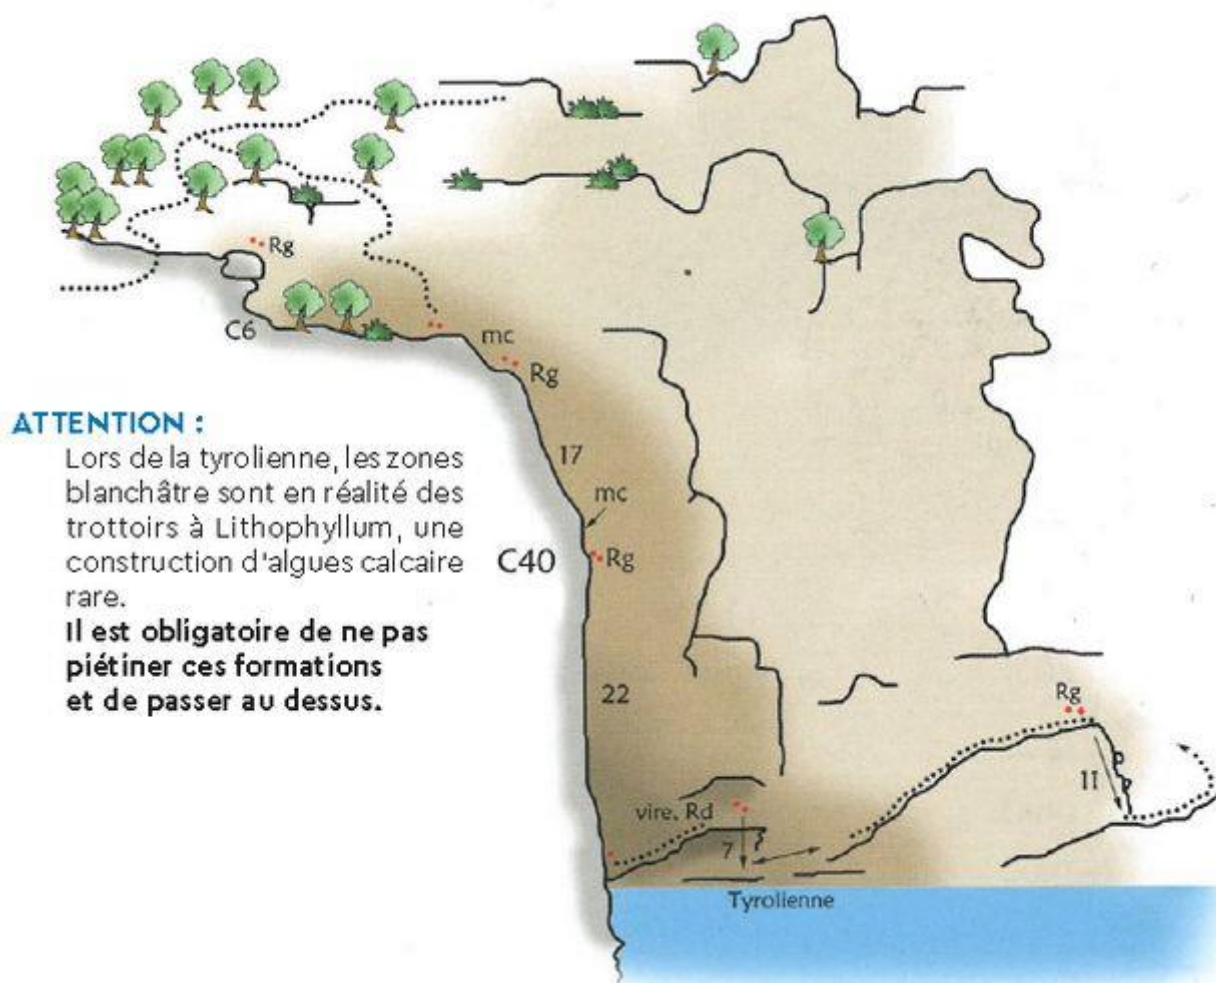 Rg
C6
mc
Rg
ATTENTION :
Lors de la tyrolienne, les zones
blanchâtre sont en réalité des
trottoirs à Lithophyllum, une
construction d'algues calcaire
rare.
Il est obligatoire de ne pas
piétiner ces formations
et de passer au dessus.
17
mc
C40
Rg
22
Rg
11
vire, Rd
7
Tyrolienne